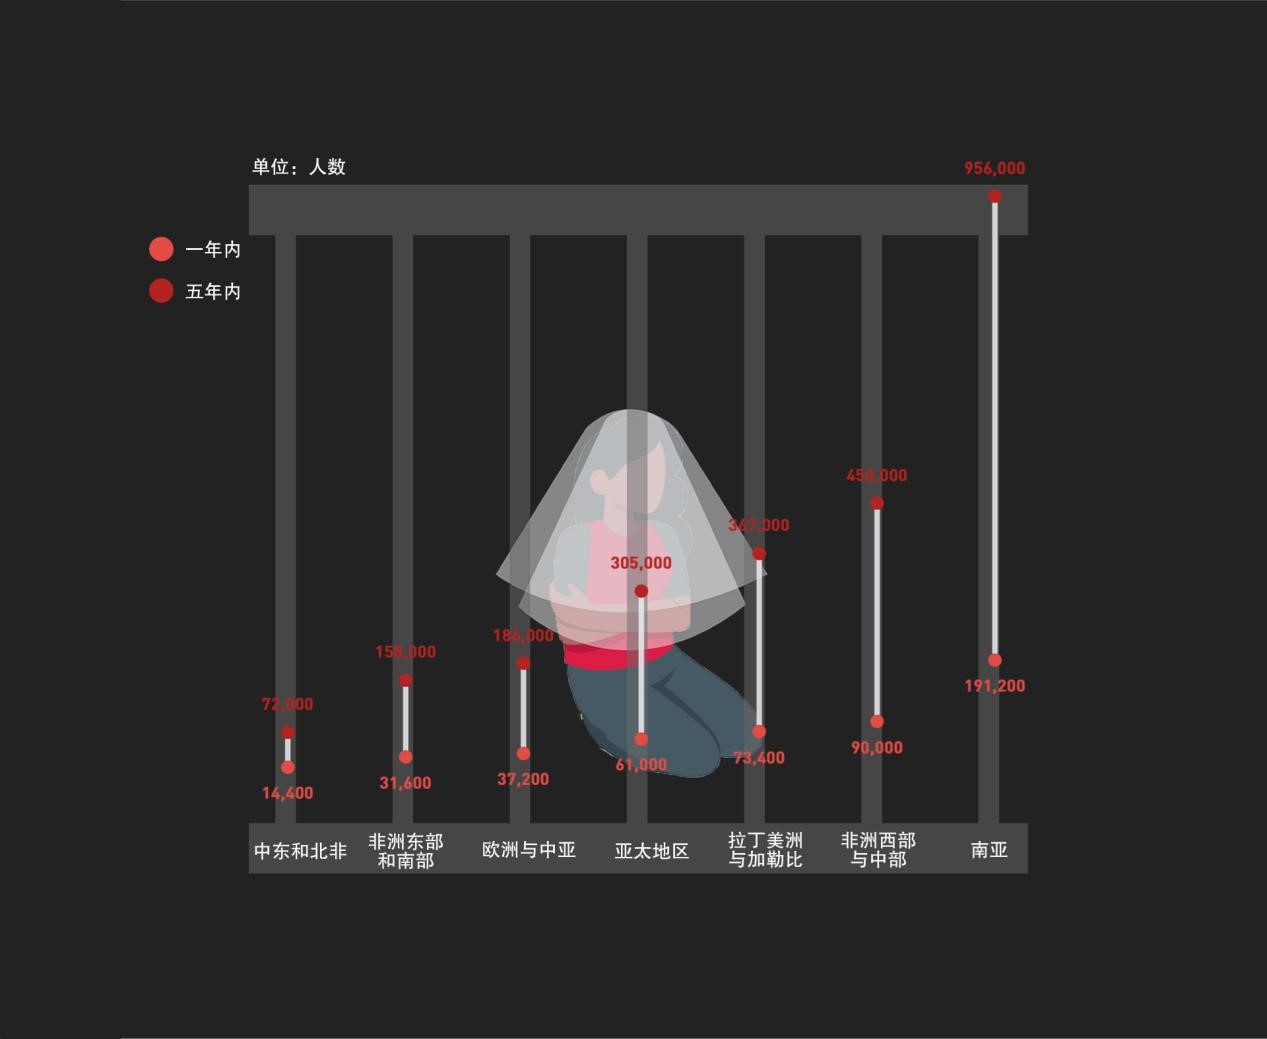 单位：人数
一年内
五年内
956,000
450,000
367,000
305,000
186,000
158,000
72,000
191,200
90,000
73,400
61,000
37,200
31,600
14,400
中东和北非
非洲东部
和南部
欧洲与中亚
亚太地区
拉丁美洲
与加勒比
非洲西部
与中部
南亚